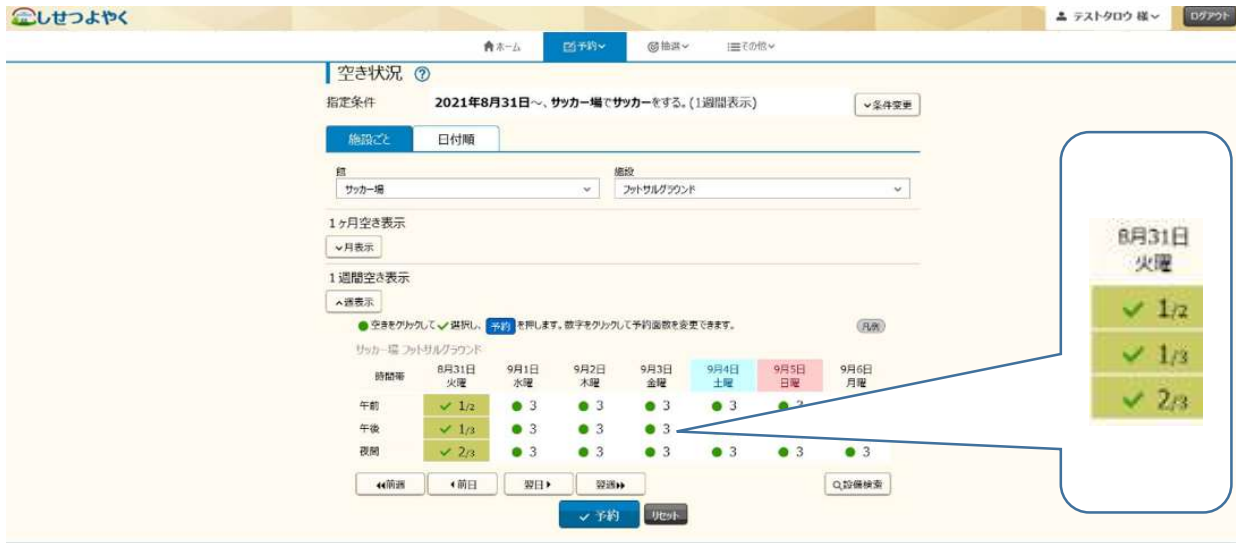 しせつよやく
テストタロウ 様
ログアウト
ホーム
予約
抽選
その他
空き状況 ?
指定条件 2021年8月31日～、サッカー場でサッカーをする。(1週間表示) 条件変更
施設ごと 日付順
館 施設
サッカー場 フットサルグラウンド
1ヶ月空き表示
月表示
1週間空き表示
週表示
空きをクリックして✓選択し、予約を押します。数字をクリックして予約面数を変更できます。 凡例
サッカー場 フットサルグラウンド
時間帯 8月31日 9月1日 9月2日 9月3日 9月4日 9月5日 9月6日
火曜 水曜 木曜 金曜 土曜 日曜 月曜
午前 ✓ 1/2 ● 3 ● 3 ● 3 ● 3 ● 3
午後 ✓ 1/3 ● 3 ● 3 ● 3
夜間 ✓ 2/3 ● 3 ● 3 ● 3 ● 3 ● 3 ● 3
前週 前日 翌日 翌週 設備検索
✓ 予約 リセット
8月31日
火曜
✓ 1/2
✓ 1/3
✓ 2/3